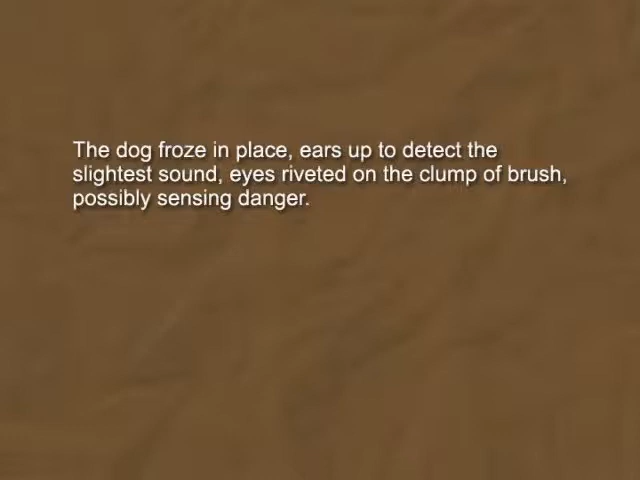 The dog froze in place, ears up to detect the
slightest sound, eyes riveted on the clump of brush,
possibly sensing danger.